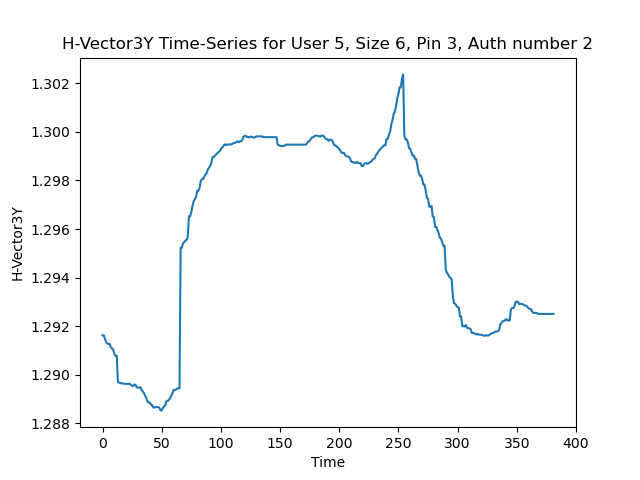 H-Vector3Y Time-Series for User 5, Size 6, Pin 3, Auth number 2
1.302
1.300
1.298
1.296
1.294
1.292
1.290
1.288
H-Vector3Y
0 50 100 150 200 250 300 350 400
Time